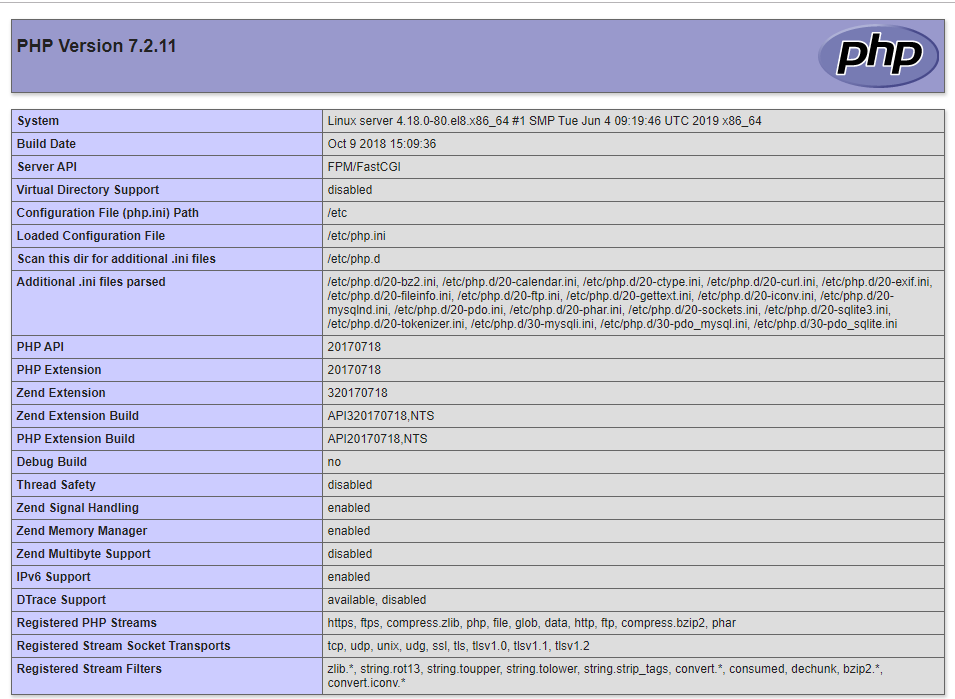 PHP Version 7.2.11
php
System Linux server 4.18.0-80.el8.x86_64 #1 SMP Tue Jun 4 09:19:46 UTC 2019 x86_64
Build Date Oct 9 2018 15:09:36
Server API FPM/FastCGI
Virtual Directory Support disabled
Configuration File (php.ini) Path /etc
Loaded Configuration File /etc/php.ini
Scan this dir for additional .ini files /etc/php.d
Additional .ini files parsed /etc/php.d/20-bz2.ini, /etc/php.d/20-calendar.ini, /etc/php.d/20-ctype.ini, /etc/php.d/20-curl.ini, /etc/php.d/20-exif.ini,
/etc/php.d/20-fileinfo.ini, /etc/php.d/20-ftp.ini, /etc/php.d/20-gettext.ini, /etc/php.d/20-iconv.ini, /etc/php.d/20-
mysqlnd.ini, /etc/php.d/20-pdo.ini, /etc/php.d/20-phar.ini, /etc/php.d/20-sockets.ini, /etc/php.d/20-sqlite3.ini,
/etc/php.d/20-tokenizer.ini, /etc/php.d/30-mysqli.ini, /etc/php.d/30-pdo_mysql.ini, /etc/php.d/30-pdo_sqlite.ini
PHP API 20170718
PHP Extension 20170718
Zend Extension 320170718
Zend Extension Build API320170718,NTS
PHP Extension Build API20170718,NTS
Debug Build no
Thread Safety disabled
Zend Signal Handling enabled
Zend Memory Manager enabled
Zend Multibyte Support disabled
IPv6 Support enabled
DTrace Support available, disabled
Registered PHP Streams https, ftps, compress.zlib, php, file, glob, data, http, ftp, compress.bzip2, phar
Registered Stream Socket Transports tcp, udp, unix, udg, ssl, tls, tlsv1.0, tlsv1.1, tlsv1.2
Registered Stream Filters zlib.*, string.rot13, string.toupper, string.tolower, string.strip_tags, convert.*, consumed, dechunk, bzip2.*,
convert.iconv.*